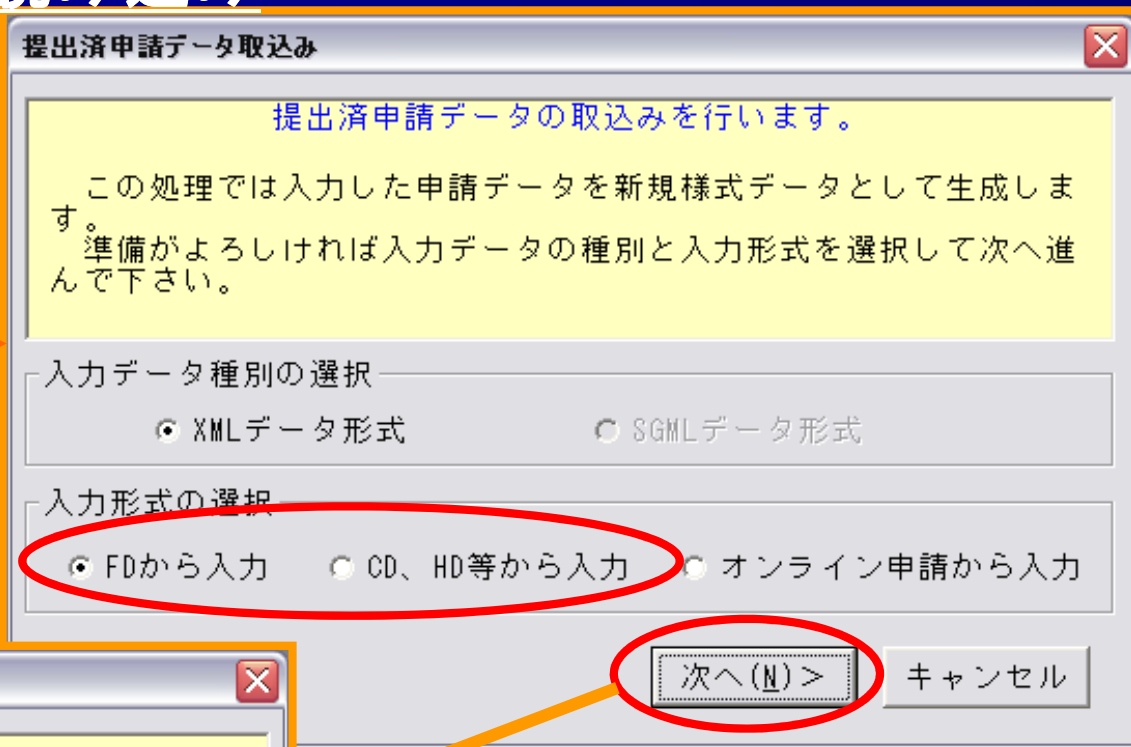 読み込み
提出済申請データ取込み
提出済申請データの取込みを行います。
この処理では入力した申請データを新規様式データとして生成しま
す。
準備がよろしければ入力データの種別と入力形式を選択して次へ進
んで下さい。
入力データ種別の選択
XMLデータ形式 SGMLデータ形式
入力形式の選択
FDから入力 CD、HD等から入力 オンライン申請から入力
次へ(N)> キャンセル